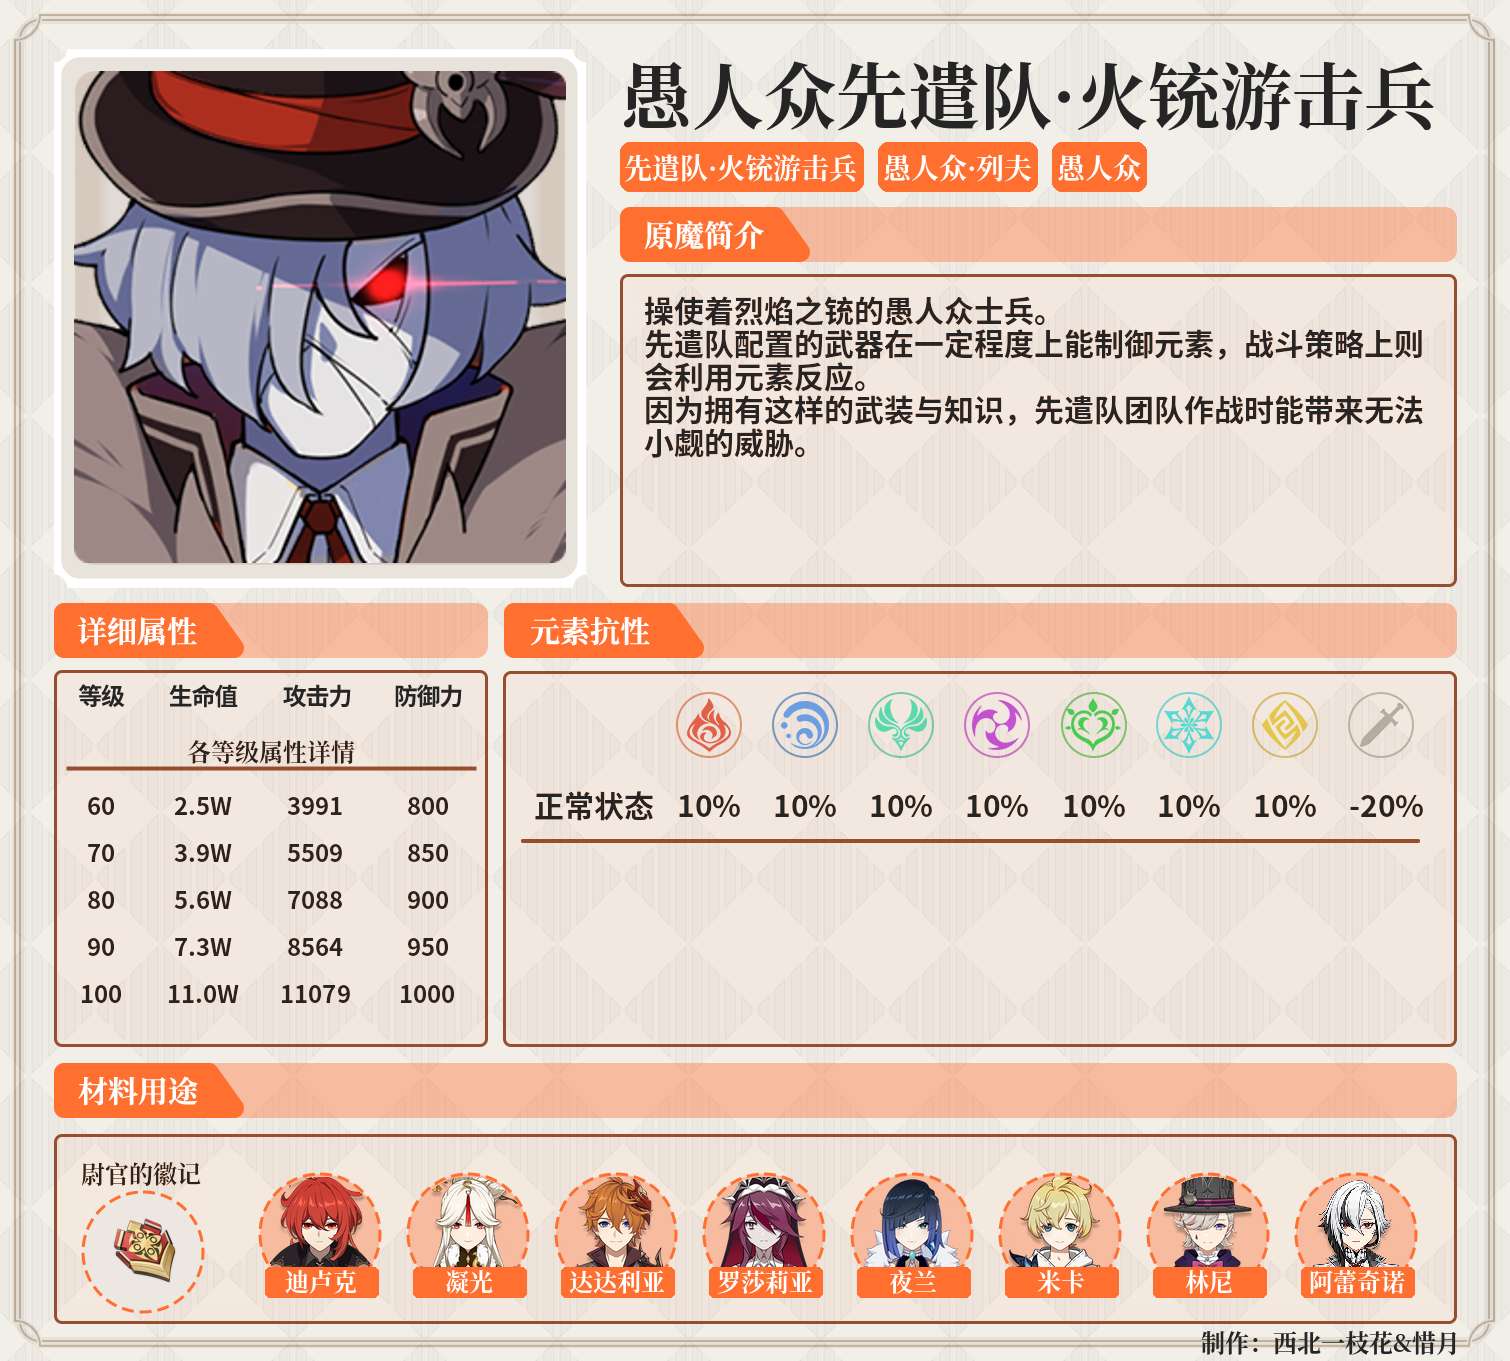 愚人众先遣队·火铳游击兵
先遣队·火铳游击兵 愚人众·列夫 愚人众
原魔简介
操使着烈焰之铳的愚人众士兵。
先遣队配置的武器在一定程度上能制御元素，战斗策略上则
会利用元素反应。
因为拥有这样的武装与知识，先遣队团队作战时能带来无法
小觑的威胁。
详细属性
等级 生命值 攻击力 防御力
各等级属性详情
60 2.5W 3991 800
70 3.9W 5509 850
80 5.6W 7088 900
90 7.3W 8564 950
100 11.0W 11079 1000
元素抗性
正常状态 10% 10% 10% 10% 10% 10% 10% -20%
材料用途
尉官的徽记
迪卢克 凝光 达达利亚 罗莎莉亚 夜兰 米卡 林尼 阿蕾奇诺
制作：西北一枝花&惜月